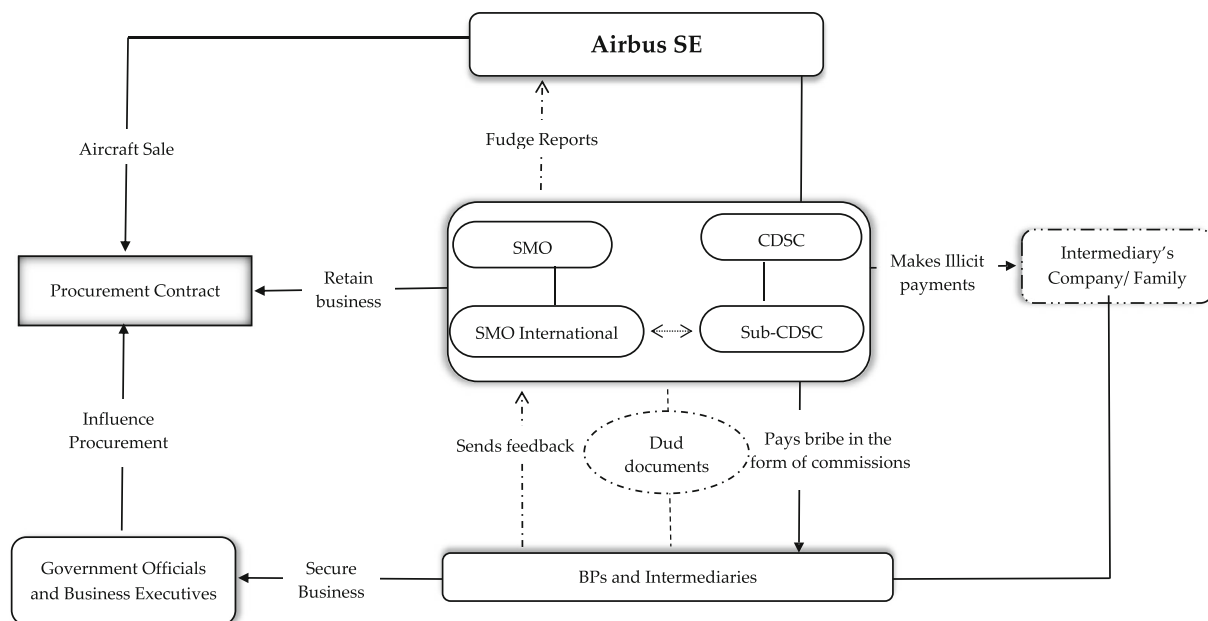 Airbus SE
Aircraft Sale
Fudge Reports
SMO
CDSC
Procurement Contract
Retain
business
SMO International
Sub-CDSC
Makes Illicit
payments
Intermediary's
Company/ Family
Influence
Procurement
Sends feedback
Dud
documents
Pays bribe in the
form of commissions
Government Officials
and Business Executives
Secure
Business
BPs and Intermediaries